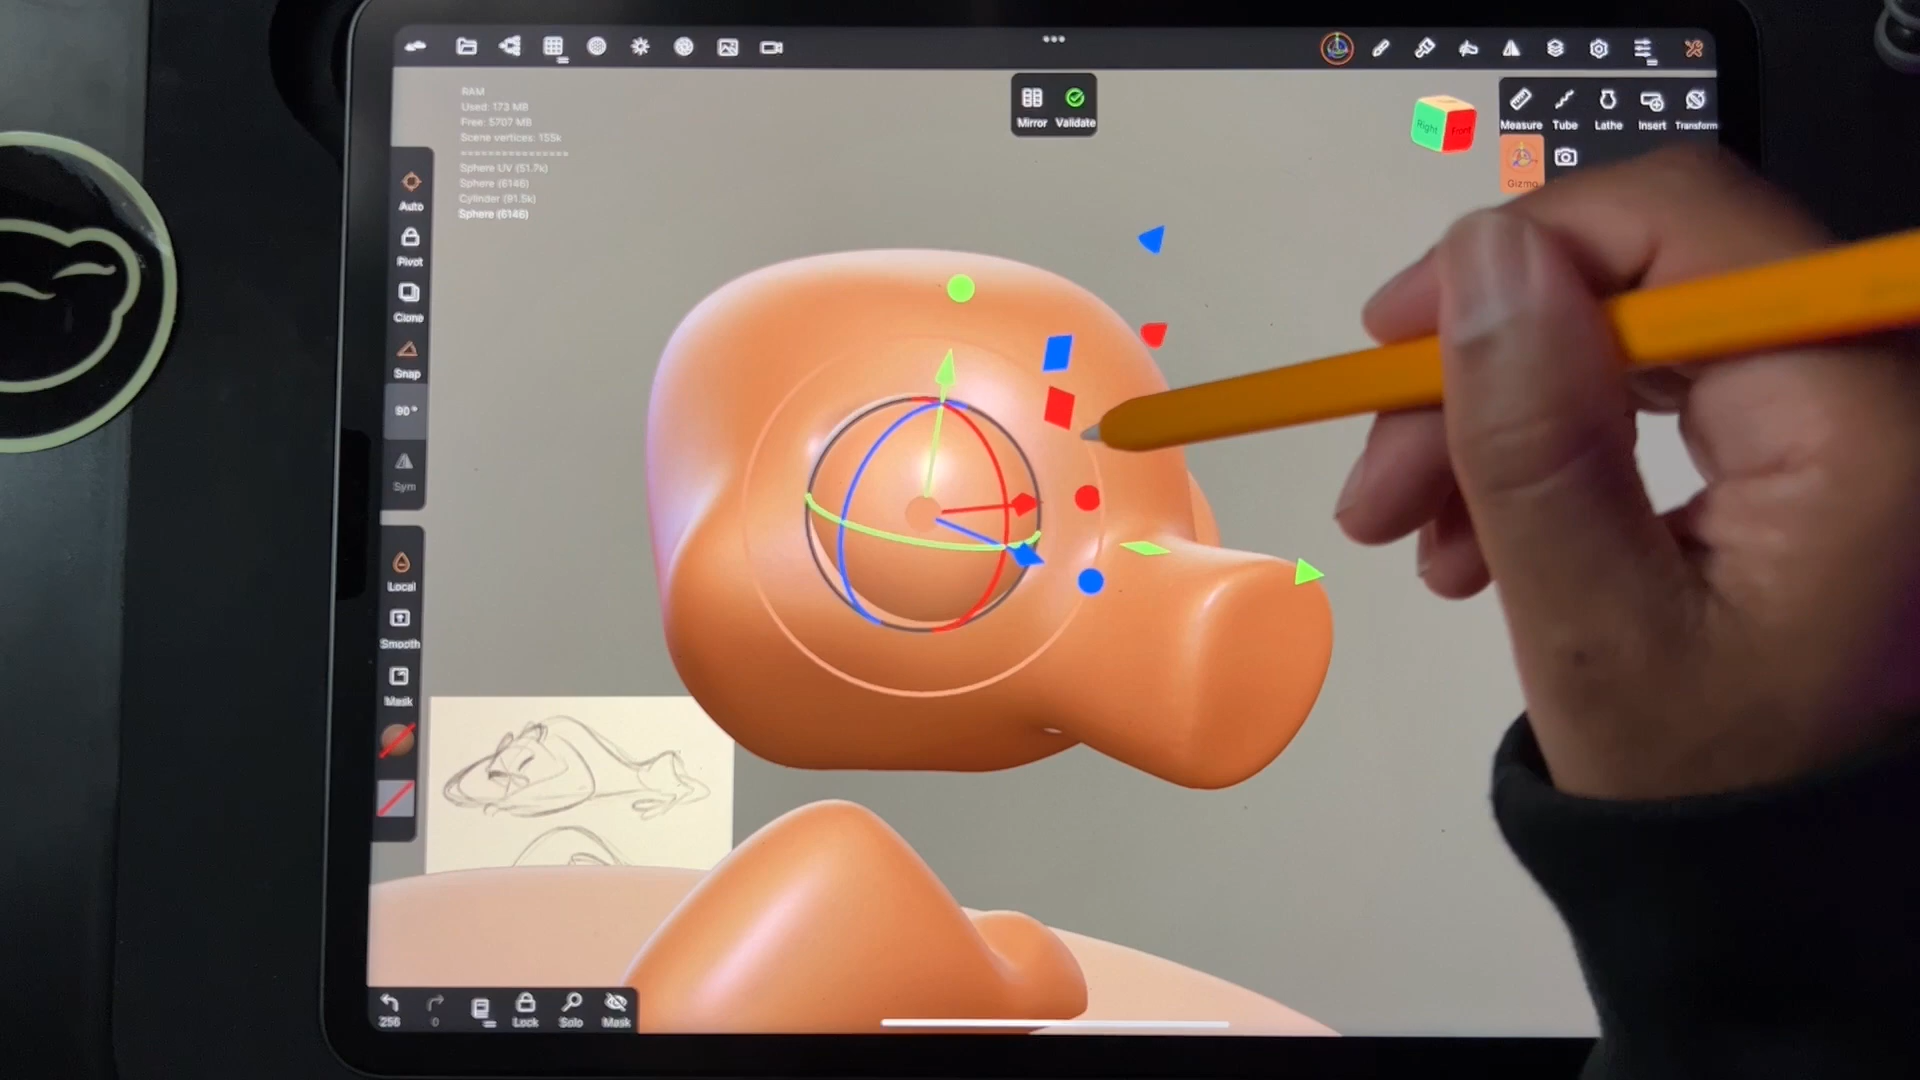 RAM
Used: 173 MB
Free: 5707 MB
Scene vertices: 155k
================
Sphere UV (51.7k)
Sphere (6146)
Cylinder (91.5k)
Sphere (6146)
Mirror Validate
Right Front
Measure Tube Lathe Insert Transform
Gizmo
Auto
Pivot
Clone
Snap
90°
Sym
Local
Smooth
Mask
256 0 Lock Solo Mask